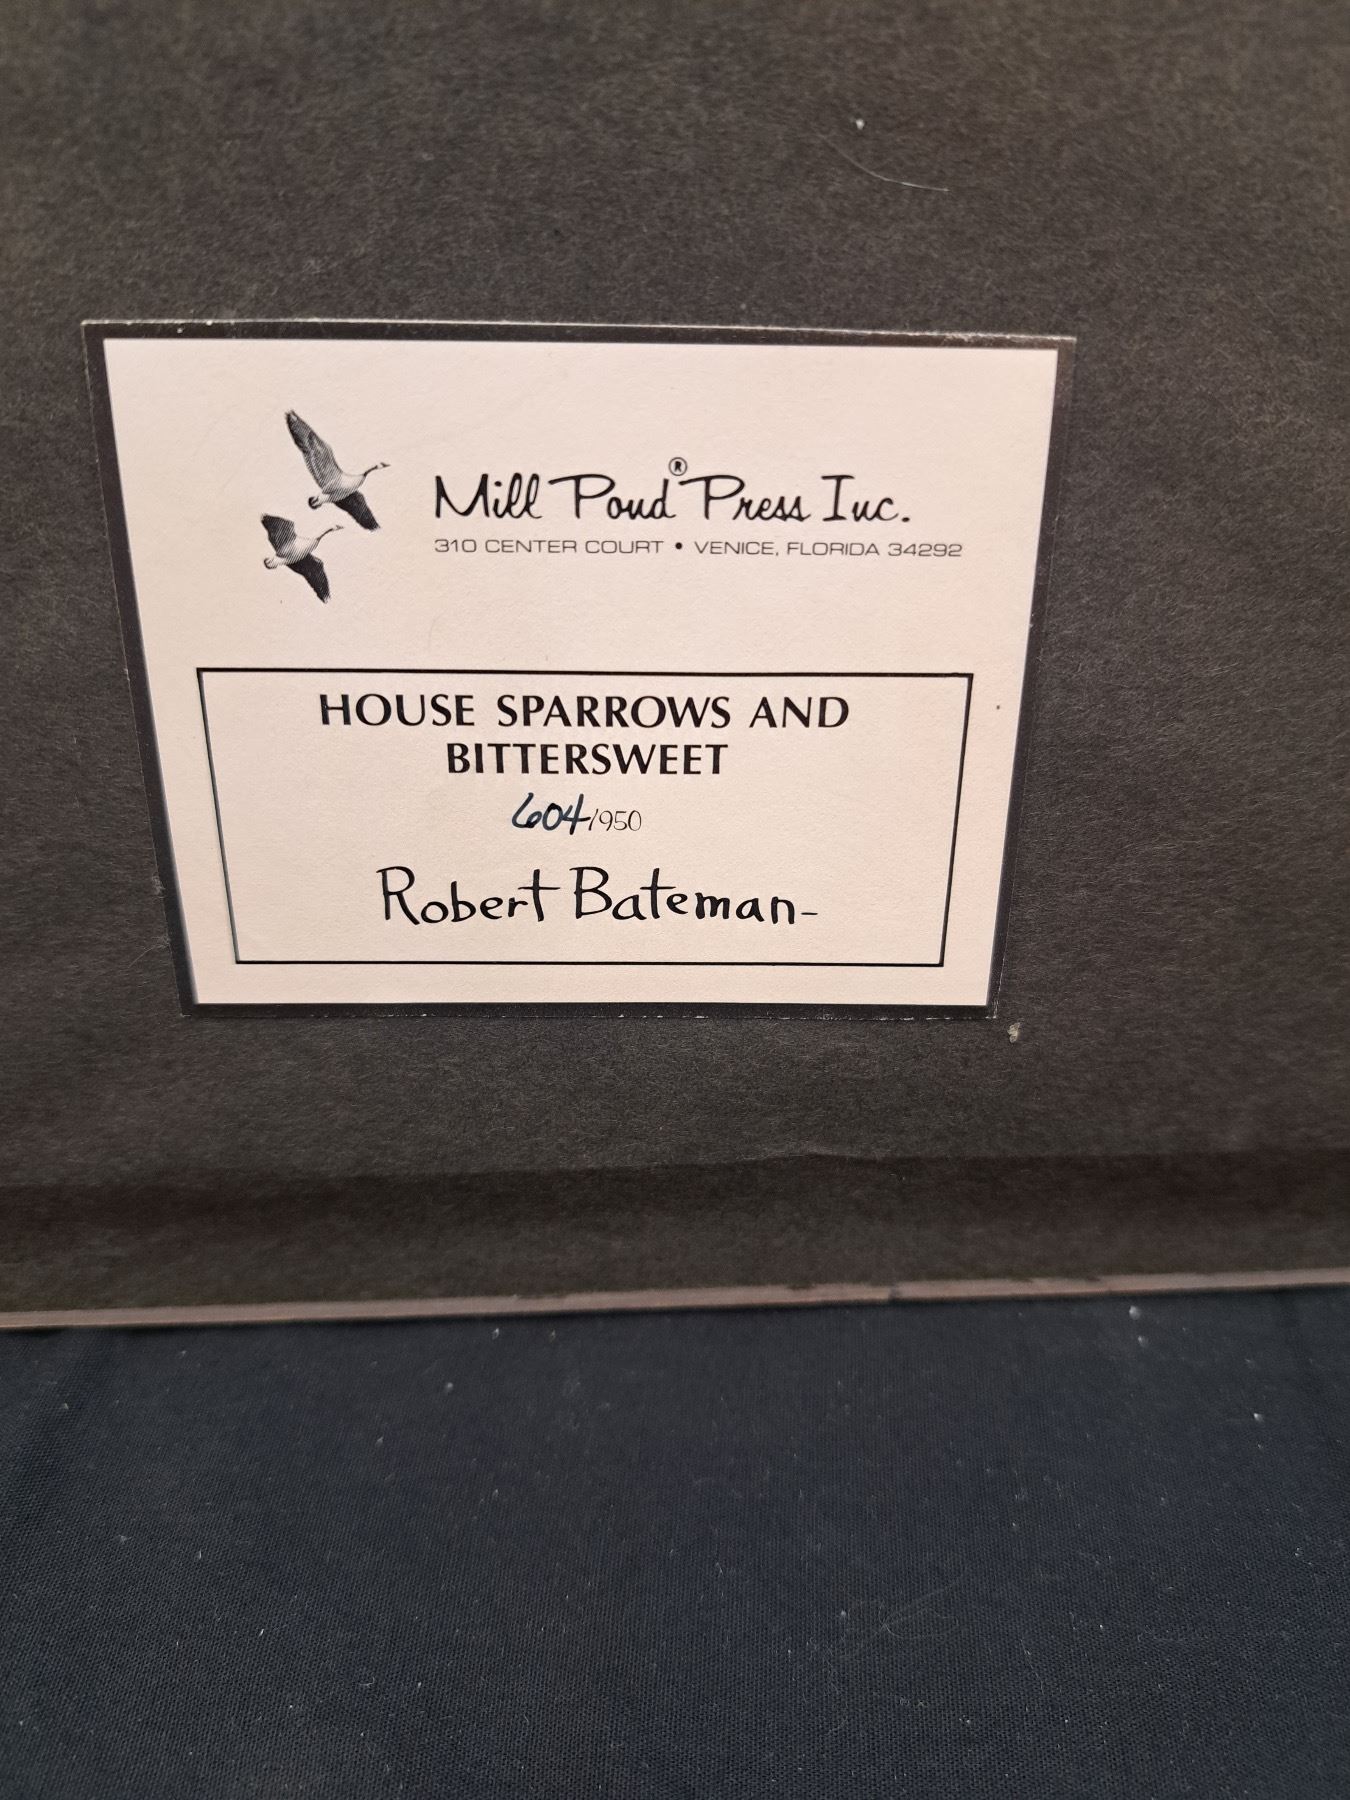 Mill Pond® Press Inc.
310 CENTER COURT • VENICE, FLORIDA 34292
HOUSE SPARROWS AND
BITTERSWEET
604/950
Robert Bateman-